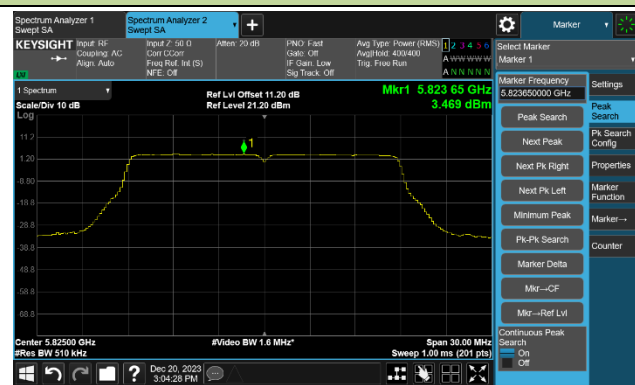 Spectrum Analyzer 1
Swept SA
Spectrum Analyzer 2
Swept SA
+
Marker
KEYSIGHT
Input: RF
Coupling: AC
Align: Auto
Input Z: 50 Ω
Corr CCorr
Freq Ref: Int (S)
NFE: Off
Atten: 20 dB
PNO: Fast
Gate: Off
IF Gain: Low
Sig Track: Off
Avg Type: Power (RMS)
Avg|Hold: 400/400
Trig: Free Run
1 2 3 4 5 6
A W W W W W
A N N N N N
LXI
Select Marker
Marker 1
Marker Frequency
5.823650000 GHz
Peak Search
Next Peak
Next Pk Right
Next Pk Left
Minimum Peak
Pk-Pk Search
Marker Delta
Mkr→CF
Mkr→Ref Lvl
Continuous Peak
Search
On
Off
Settings
Peak
Search
Pk Search
Config
Properties
Marker
Function
Marker→
Counter
1 Spectrum
Scale/Div 10 dB
Log
Ref Lvl Offset 11.20 dB
Ref Level 21.20 dBm
Mkr1 5.823 65 GHz
3.469 dBm
1
11.2
1.20
-8.80
-18.8
-28.8
-38.8
-48.8
-58.8
-68.8
Center 5.82500 GHz
#Res BW 510 kHz
#Video BW 1.6 MHz*
Span 30.00 MHz
Sweep 1.00 ms (201 pts)
?
Dec 20, 2023
3:04:28 PM